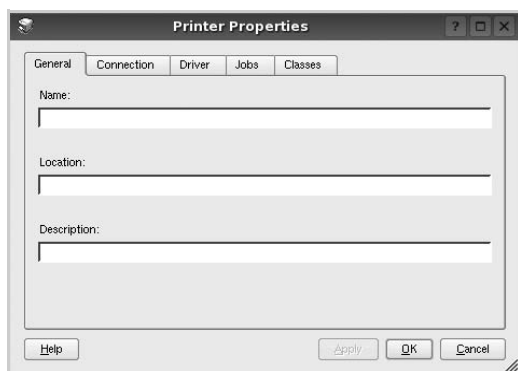 Printer Properties
General Connection Driver Jobs Classes
Name:
Location:
Description:
Help Apply OK Cancel